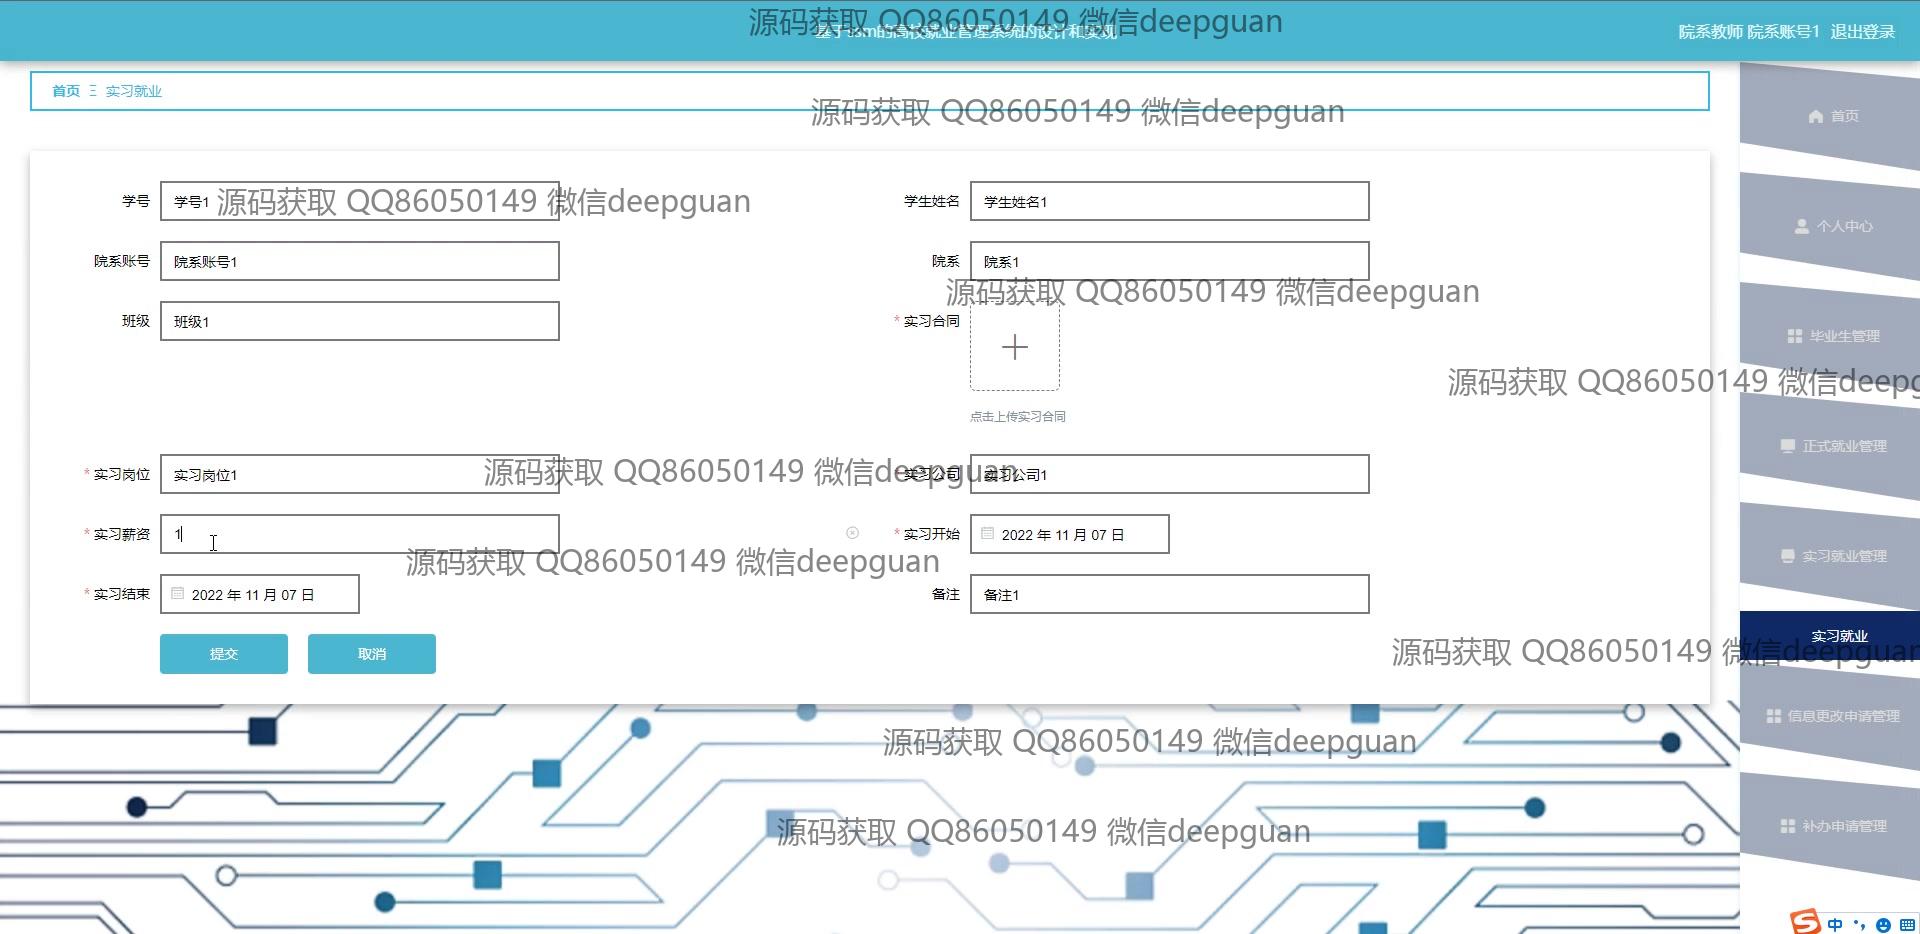 源码获取 QQ86050149 微信deepguan
基于ssm的高校就业管理系统的设计和实现
院系教师 院系账号1 退出登录
首页 Ξ 实习就业
源码获取 QQ86050149 微信deepguan
首页
学号 学号1
源码获取 QQ86050149 微信deepguan
学生姓名 学生姓名1
个人中心
院系账号 院系账号1
院系 院系1
源码获取 QQ86050149 微信deepguan
班级 班级1
* 实习合同
毕业生管理
源码获取 QQ86050149 微信deepg
点击上传实习合同
正式就业管理
* 实习岗位 实习岗位1
源码获取 QQ86050149 微信deepguan
实习公司 实习公司1
* 实习薪资 1
* 实习开始 2022 年 11 月 07 日
实习就业管理
源码获取 QQ86050149 微信deepguan
* 实习结束 2022 年 11 月 07 日
备注 备注1
实习就业
提交 取消
源码获取 QQ86050149 微信deepguan
信息更改申请管理
源码获取 QQ86050149 微信deepguan
源码获取 QQ86050149 微信deepguan
补办申请管理
S 中